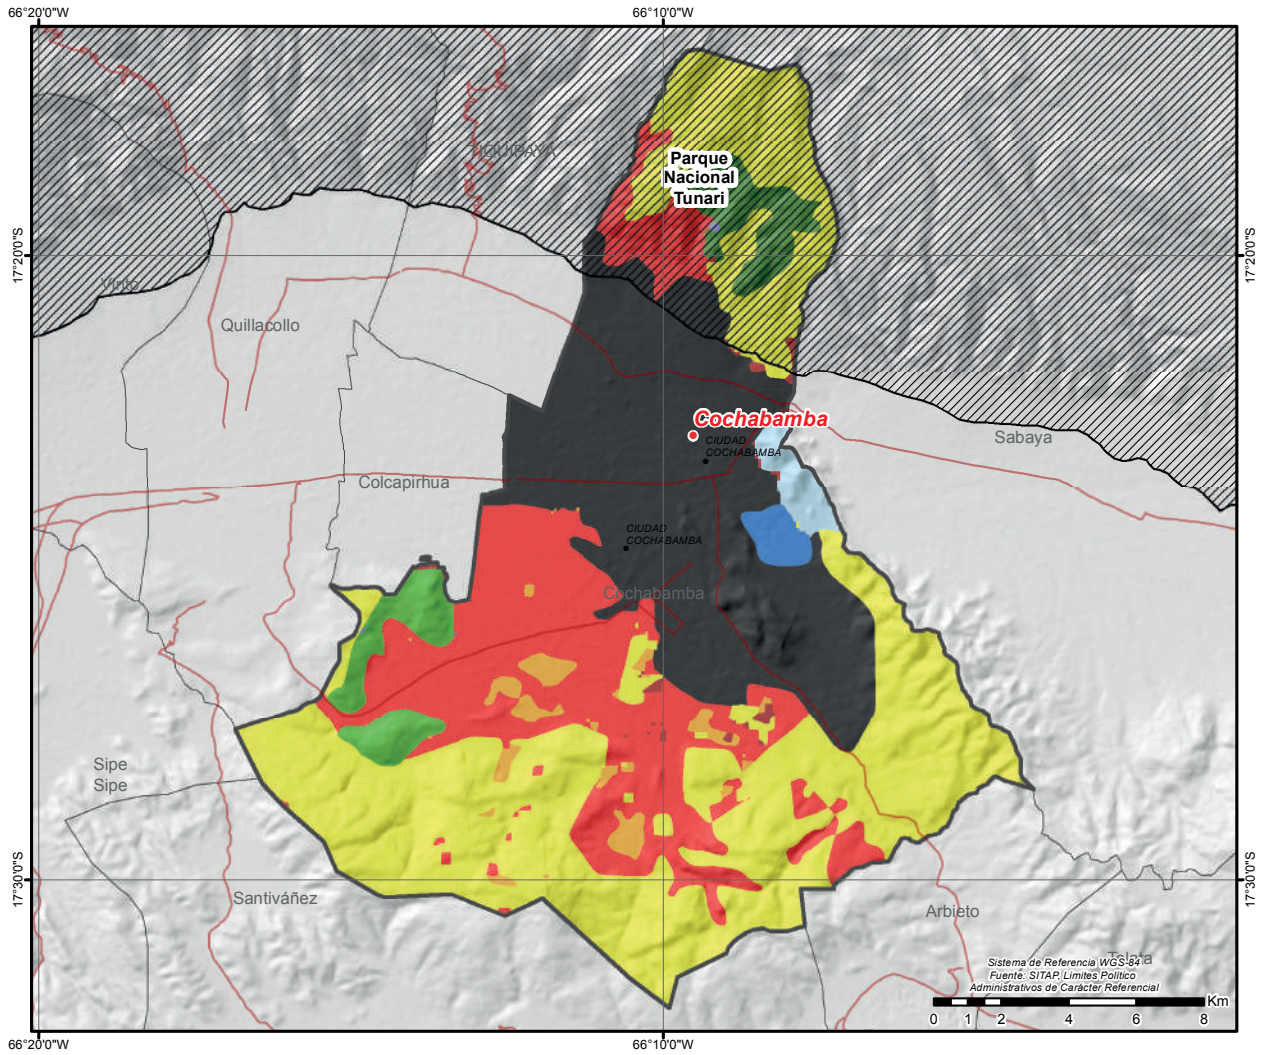 66°20'0"W
66°10'0"W
TIQUIPAYA
Parque
Nacional
Tunari
17°20'0"S
17°20'0"S
Vinto
Quillacollo
Cochabamba
CIUDAD
COCHABAMBA
Sabaya
Colcapirhua
CIUDAD
COCHABAMBA
Cochabamba
Sipe
Sipe
17°30'0"S
17°30'0"S
Santiváñez
Arbieto
Tolata
Sistema de Referencia WGS-84
Fuente: SITAP, Limites Político
Administrativos de Carácter Referencial
Km
0 1 2 4 6 8
66°20'0"W
66°10'0"W